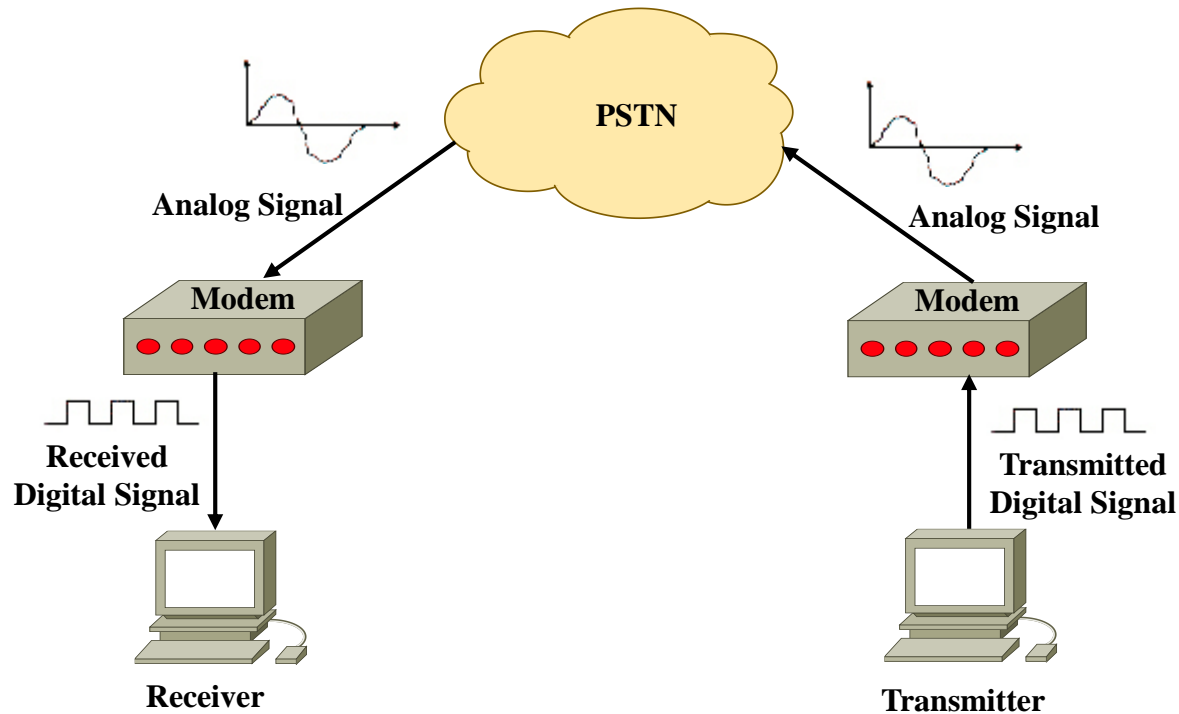 PSTN
Analog Signal
Analog Signal
Modem
Modem
Received
Digital Signal
Transmitted
Digital Signal
Receiver
Transmitter